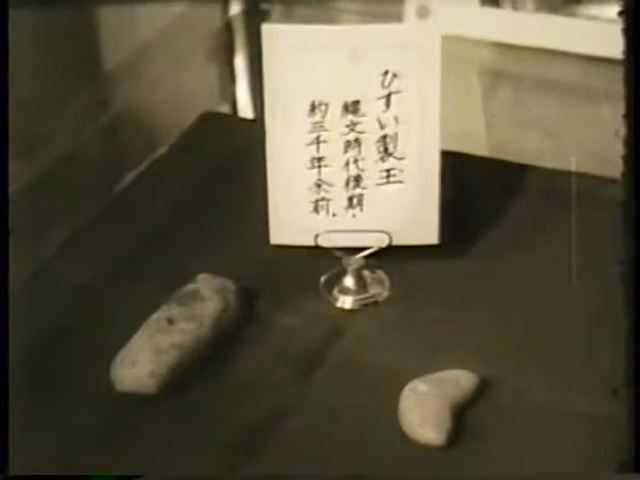 ひすい製玉
縄文時代後期
約三千年余前